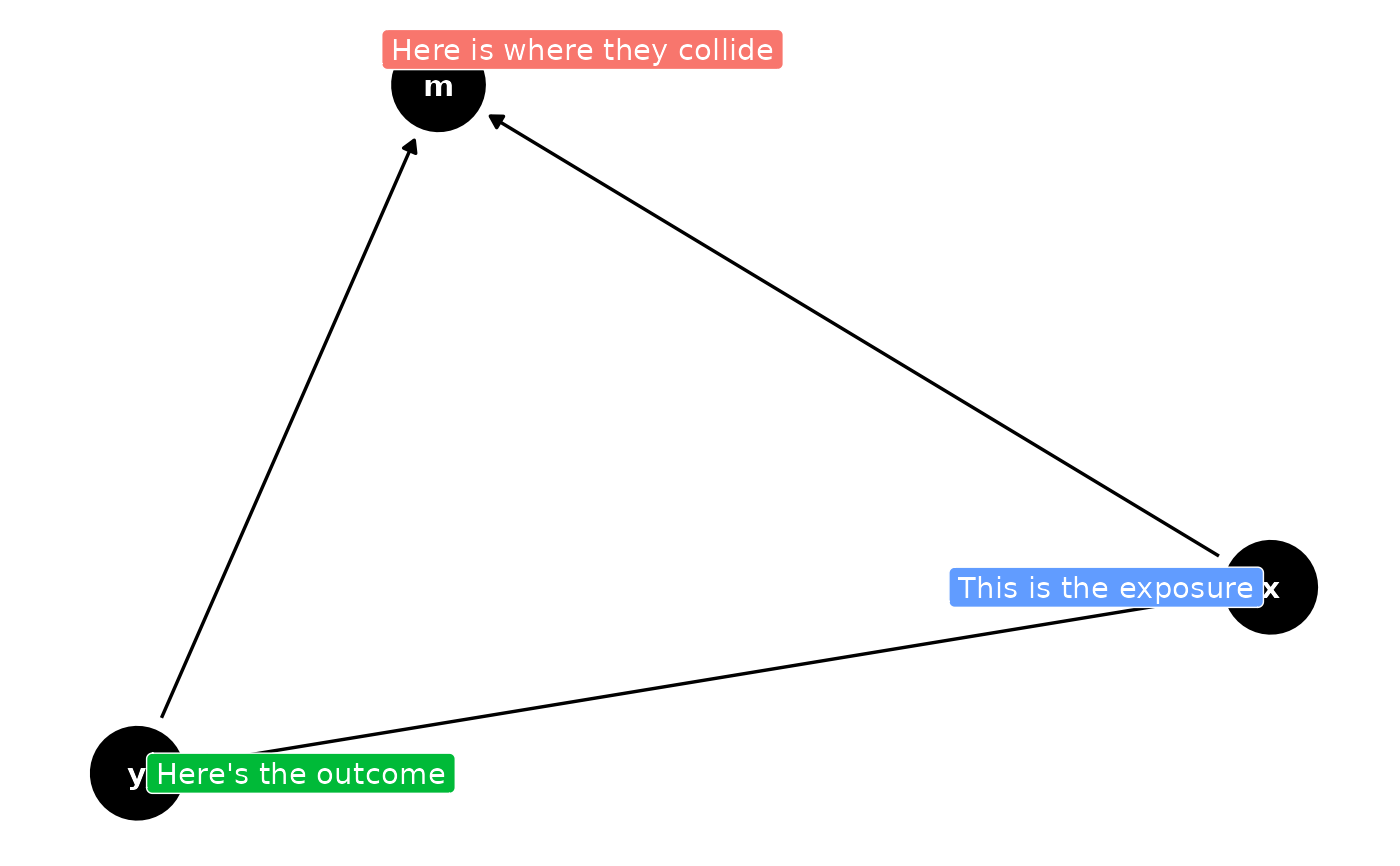 Here is where they collide
m
This is the exposure
x
y
Here's the outcome